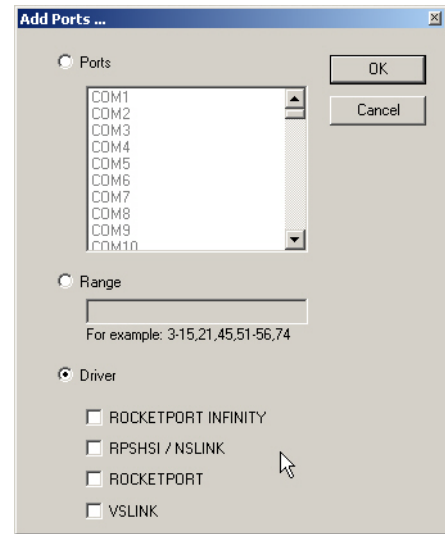 Add Ports ...
Ports
OK
COM1
COM2
Cancel
COM3
COM4
COM5
COM6
COM7
COM8
COM9
COM10
Range
For example: 3-15,21,45,51-56,74
Driver
ROCKETPORT INFINITY
RPSHSI / NSLINK
ROCKETPORT
VSLINK